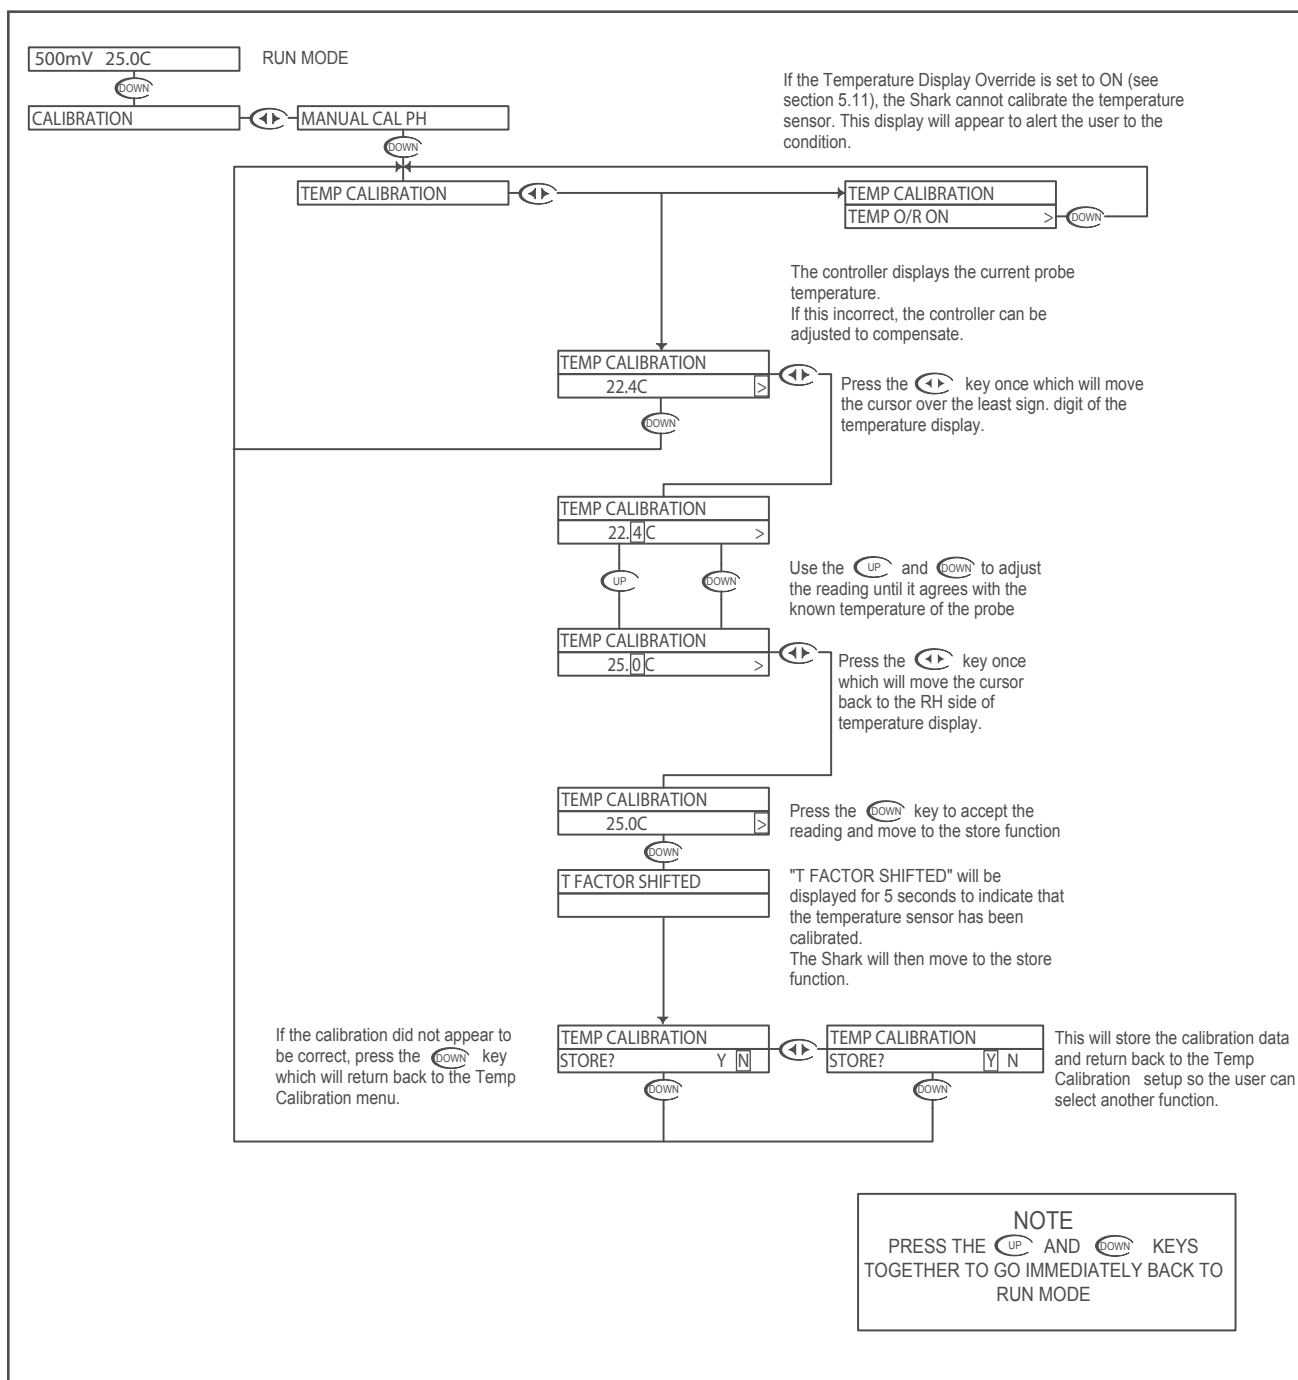 500mV 25.0C
RUN MODE
DOWN
CALIBRATION
MANUAL CAL PH
DOWN
If the Temperature Display Override is set to ON (see
section 5.11), the Shark cannot calibrate the temperature
sensor. This display will appear to alert the user to the
condition.
TEMP CALIBRATION
TEMP CALIBRATION
TEMP O/R ON >
DOWN
The controller displays the current probe
temperature.
If this incorrect, the controller can be
adjusted to compensate.
TEMP CALIBRATION
22.4C >
DOWN
Press the key once which will move
the cursor over the least sign. digit of the
temperature display.
TEMP CALIBRATION
22.4C >
UP
DOWN
Use the UP and DOWN to adjust
the reading until it agrees with the
known temperature of the probe
TEMP CALIBRATION
25.0C >
Press the key once
which will move the cursor
back to the RH side of
temperature display.
TEMP CALIBRATION
25.0C >
DOWN
Press the DOWN key to accept the
reading and move to the store function
T FACTOR SHIFTED
"T FACTOR SHIFTED" will be
displayed for 5 seconds to indicate that
the temperature sensor has been
calibrated.
The Shark will then move to the store
function.
If the calibration did not appear to
be correct, press the DOWN key
which will return back to the Temp
Calibration menu.
TEMP CALIBRATION
STORE? Y N
DOWN
TEMP CALIBRATION
STORE? Y N
DOWN
This will store the calibration data
and return back to the Temp
Calibration setup so the user can
select another function.
NOTE
PRESS THE UP AND DOWN KEYS
TOGETHER TO GO IMMEDIATELY BACK TO
RUN MODE